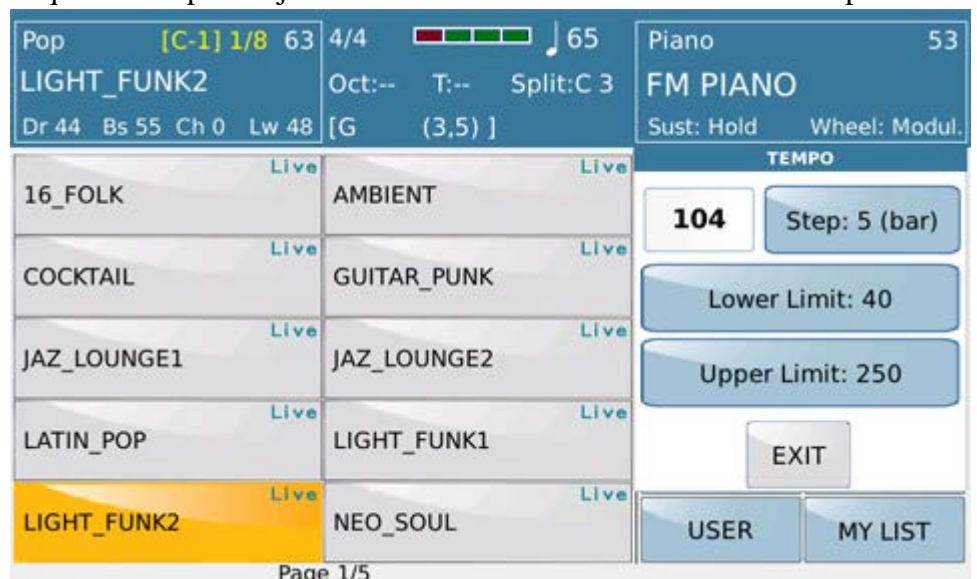 Pop [C-1] 1/8 63
LIGHT_FUNK2
Dr 44 Bs 55 Ch 0 Lw 48
4/4 65
Oct:-- T:-- Split:C 3
[G (3,5) ]
Piano 53
FM PIANO
Sust: Hold Wheel: Modul.
Live
16_FOLK
Live
AMBIENT
Live
COCKTAIL
Live
GUITAR_PUNK
Live
JAZ_LOUNGE1
Live
JAZ_LOUNGE2
Live
LATIN_POP
Live
LIGHT_FUNK1
Live
LIGHT_FUNK2
Live
NEO_SOUL
Page 1/5
TEMPO
104 Step: 5 (bar)
Lower Limit: 40
Upper Limit: 250
EXIT
USER MY LIST